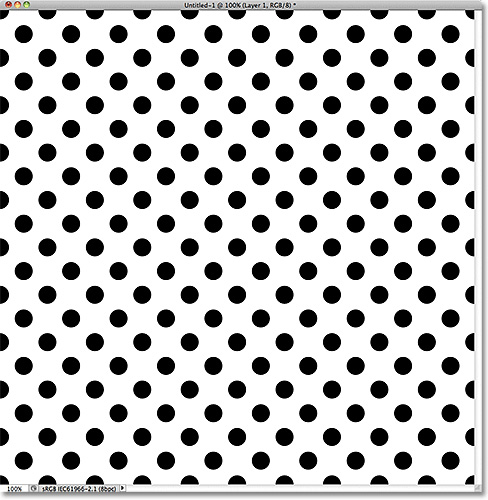 Untitled-1 @ 100% (Layer 1, RGB/8) *
100% sRGB IEC61966-2.1 (8bpc)